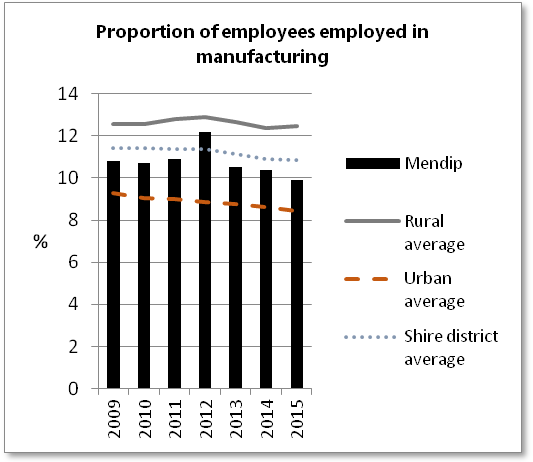 Proportion of employees employed in
manufacturing
14
12
10
8
6
4
2
0
%
2009
2010
2011
2012
2013
2014
2015
Mendip
Rural
average
Urban
average
Shire district
average